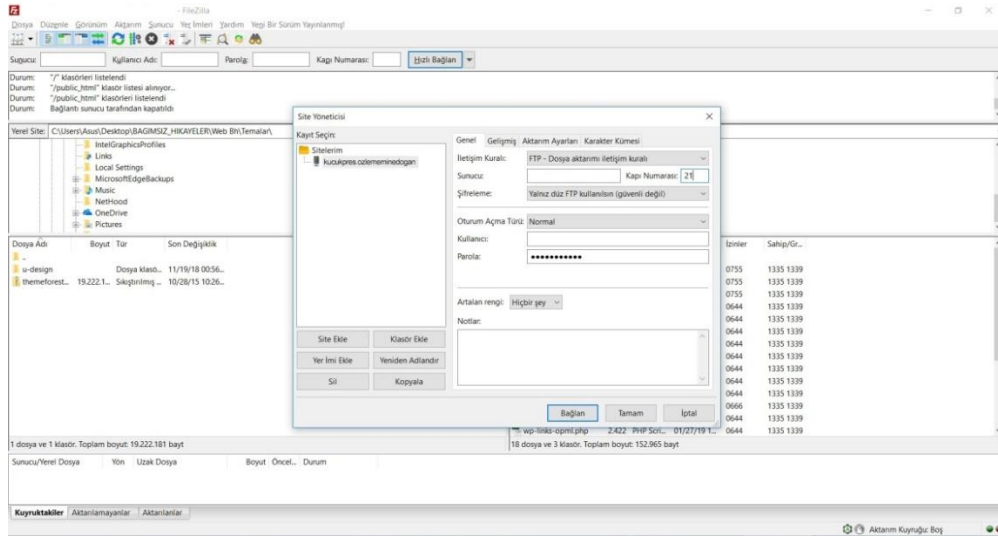 - FileZilla
Dosya Düzenle Görünüm Aktarım Sunucu Yer İmleri Yardım Yeni Bir Sürüm Yayınlanmış!
Sunucu: Kullanıcı Adı: Parola: Kapı Numarası: Hızlı Bağlan
Durum: "/" klasörleri listelendi
Durum: "/public_html" klasör listesi alınıyor...
Durum: "/public_html" klasörleri listelendi
Durum: Bağlantı sunucu tarafından kapatıldı
Yerel Site: C:\Users\Asus\Desktop\BAGIMSIZ_HIKAYELER\Web Bh\Temalar\
IntelGraphicsProfiles
Links
Local Settings
MicrosoftEdgeBackups
Music
NetHood
OneDrive
Pictures
Dosya Adı Boyut Tür Son Değişiklik
..
u-design Dosya klasö... 11/19/18 00:56...
themeforest... 19.222.1... Sıkıştırılmış ... 10/28/15 10:26...
1 dosya ve 1 klasör. Toplam boyut: 19.222.181 bayt
Site Yöneticisi
Kayıt Seçin:
Sitelerim
kucukpres.ozlememinedogan
Site Ekle Klasör Ekle
Yer İmi Ekle Yeniden Adlandır
Sil Kopyala
Genel Gelişmiş Aktarım Ayarları Karakter Kümesi
İletişim Kuralı: FTP - Dosya aktarımı iletişim kuralı
Sunucu: Kapı Numarası: 21
Şifreleme: Yalnız düz FTP kullanılsın (güvenli değil)
Oturum Açma Türü: Normal
Kullanıcı:
Parola: ●●●●●●●●●●●
Artalan rengi: Hiçbir şey
Notlar:
Bağlan Tamam İptal
İzinler Sahip/Gr...
0755 1335 1339
0755 1335 1339
0755 1335 1339
0644 1335 1339
0644 1335 1339
0644 1335 1339
0644 1335 1339
0644 1335 1339
0644 1335 1339
0644 1335 1339
0644 1335 1339
0666 1335 1339
0644 1335 1339
wp-links-opml.php 2.422 PHP Scri... 01/27/19 1... 0644 1335 1339
18 dosya ve 3 klasör. Toplam boyut: 152.965 bayt
Sunucu/Yerel Dosya Yön Uzak Dosya Boyut Öncel... Durum
Kuyruktakiler Aktarılamayanlar Aktarılanlar
Aktarım Kuyruğu: Boş